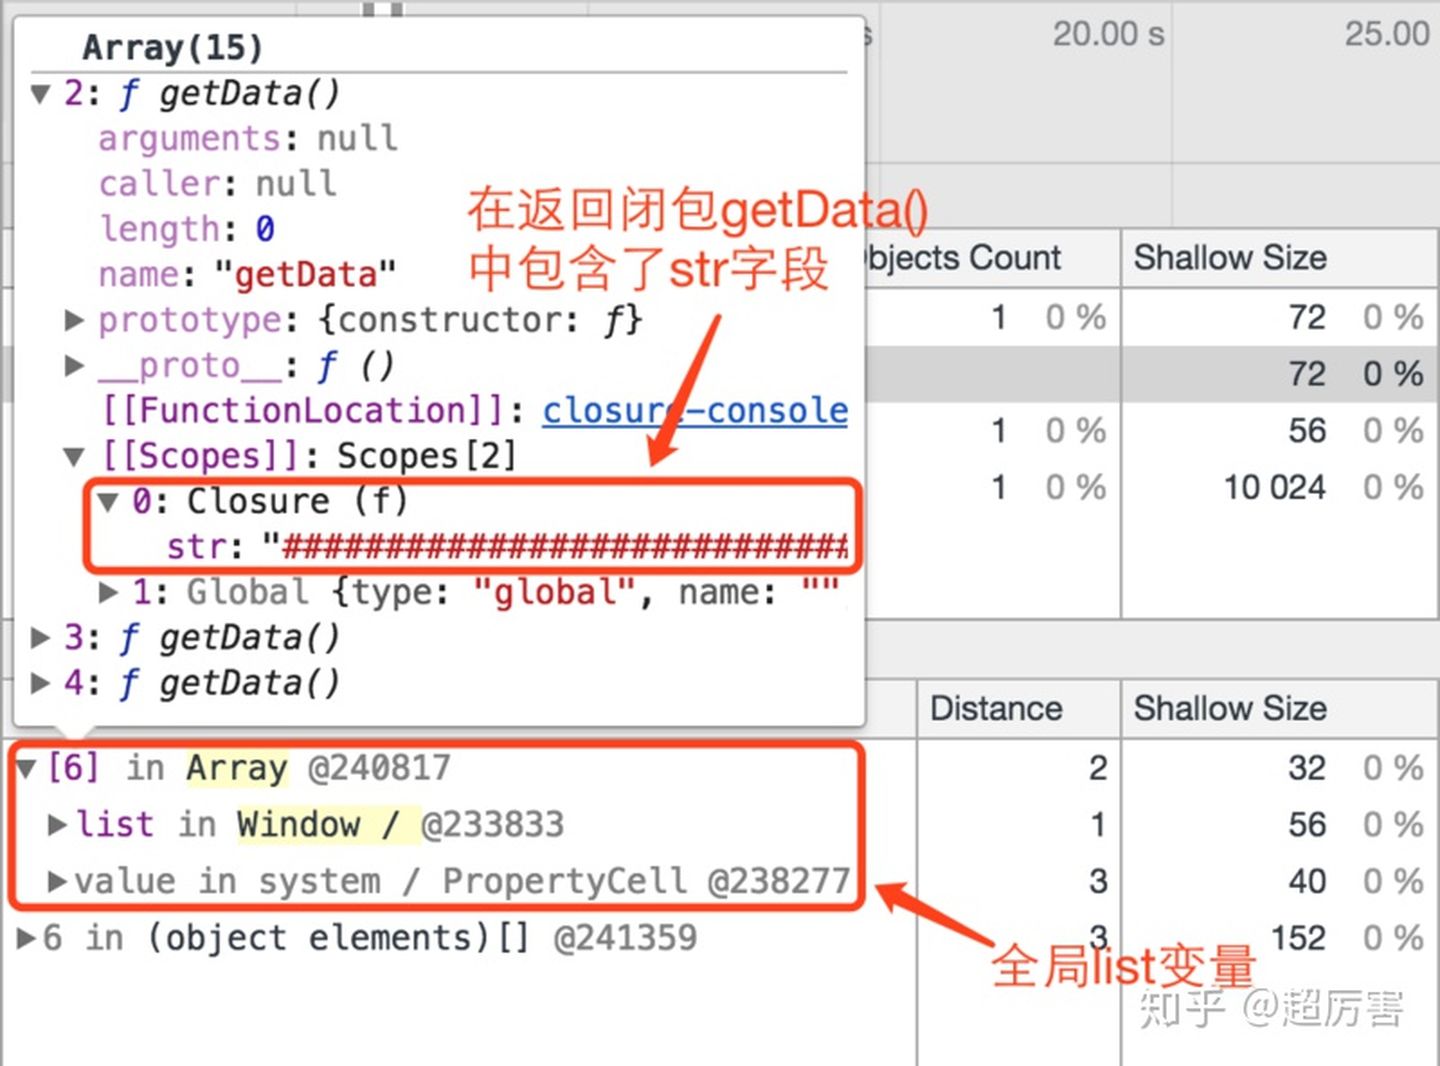 20.00 s
25.00
Array(15)
2: ƒ getData()
arguments: null
caller: null
length: 0
name: "getData"
prototype: {constructor: ƒ}
__proto__: ƒ ()
[[FunctionLocation]]: closure-console
[[Scopes]]: Scopes[2]
0: Closure (f)
str: "############################
1: Global {type: "global", name: ""
3: ƒ getData()
4: ƒ getData()
在返回闭包getData()
中包含了str字段
bjects Count Shallow Size
1 0 % 72 0 %
72 0 %
1 0 % 56 0 %
1 0 % 10 024 0 %
Distance Shallow Size
[6] in Array @240817 2 32 0 %
list in Window / @233833 1 56 0 %
value in system / PropertyCell @238277 3 40 0 %
6 in (object elements)[] @241359 3 152 0 %
全局list变量
知乎 @超厉害